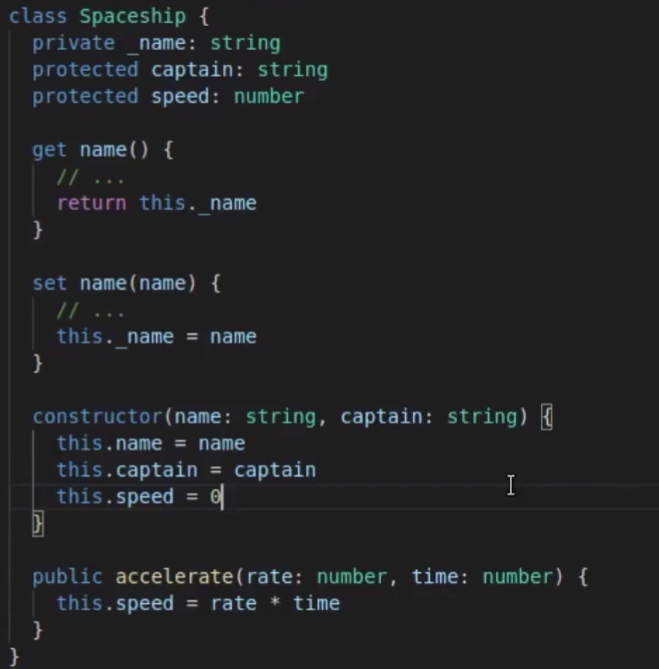 class Spaceship {
  private _name: string
  protected captain: string
  protected speed: number

  get name() {
    // ...
    return this._name
  }

  set name(name) {
    // ...
    this._name = name
  }

  constructor(name: string, captain: string) {
    this.name = name
    this.captain = captain
    this.speed = 0
  }

  public accelerate(rate: number, time: number) {
    this.speed = rate * time
  }
}